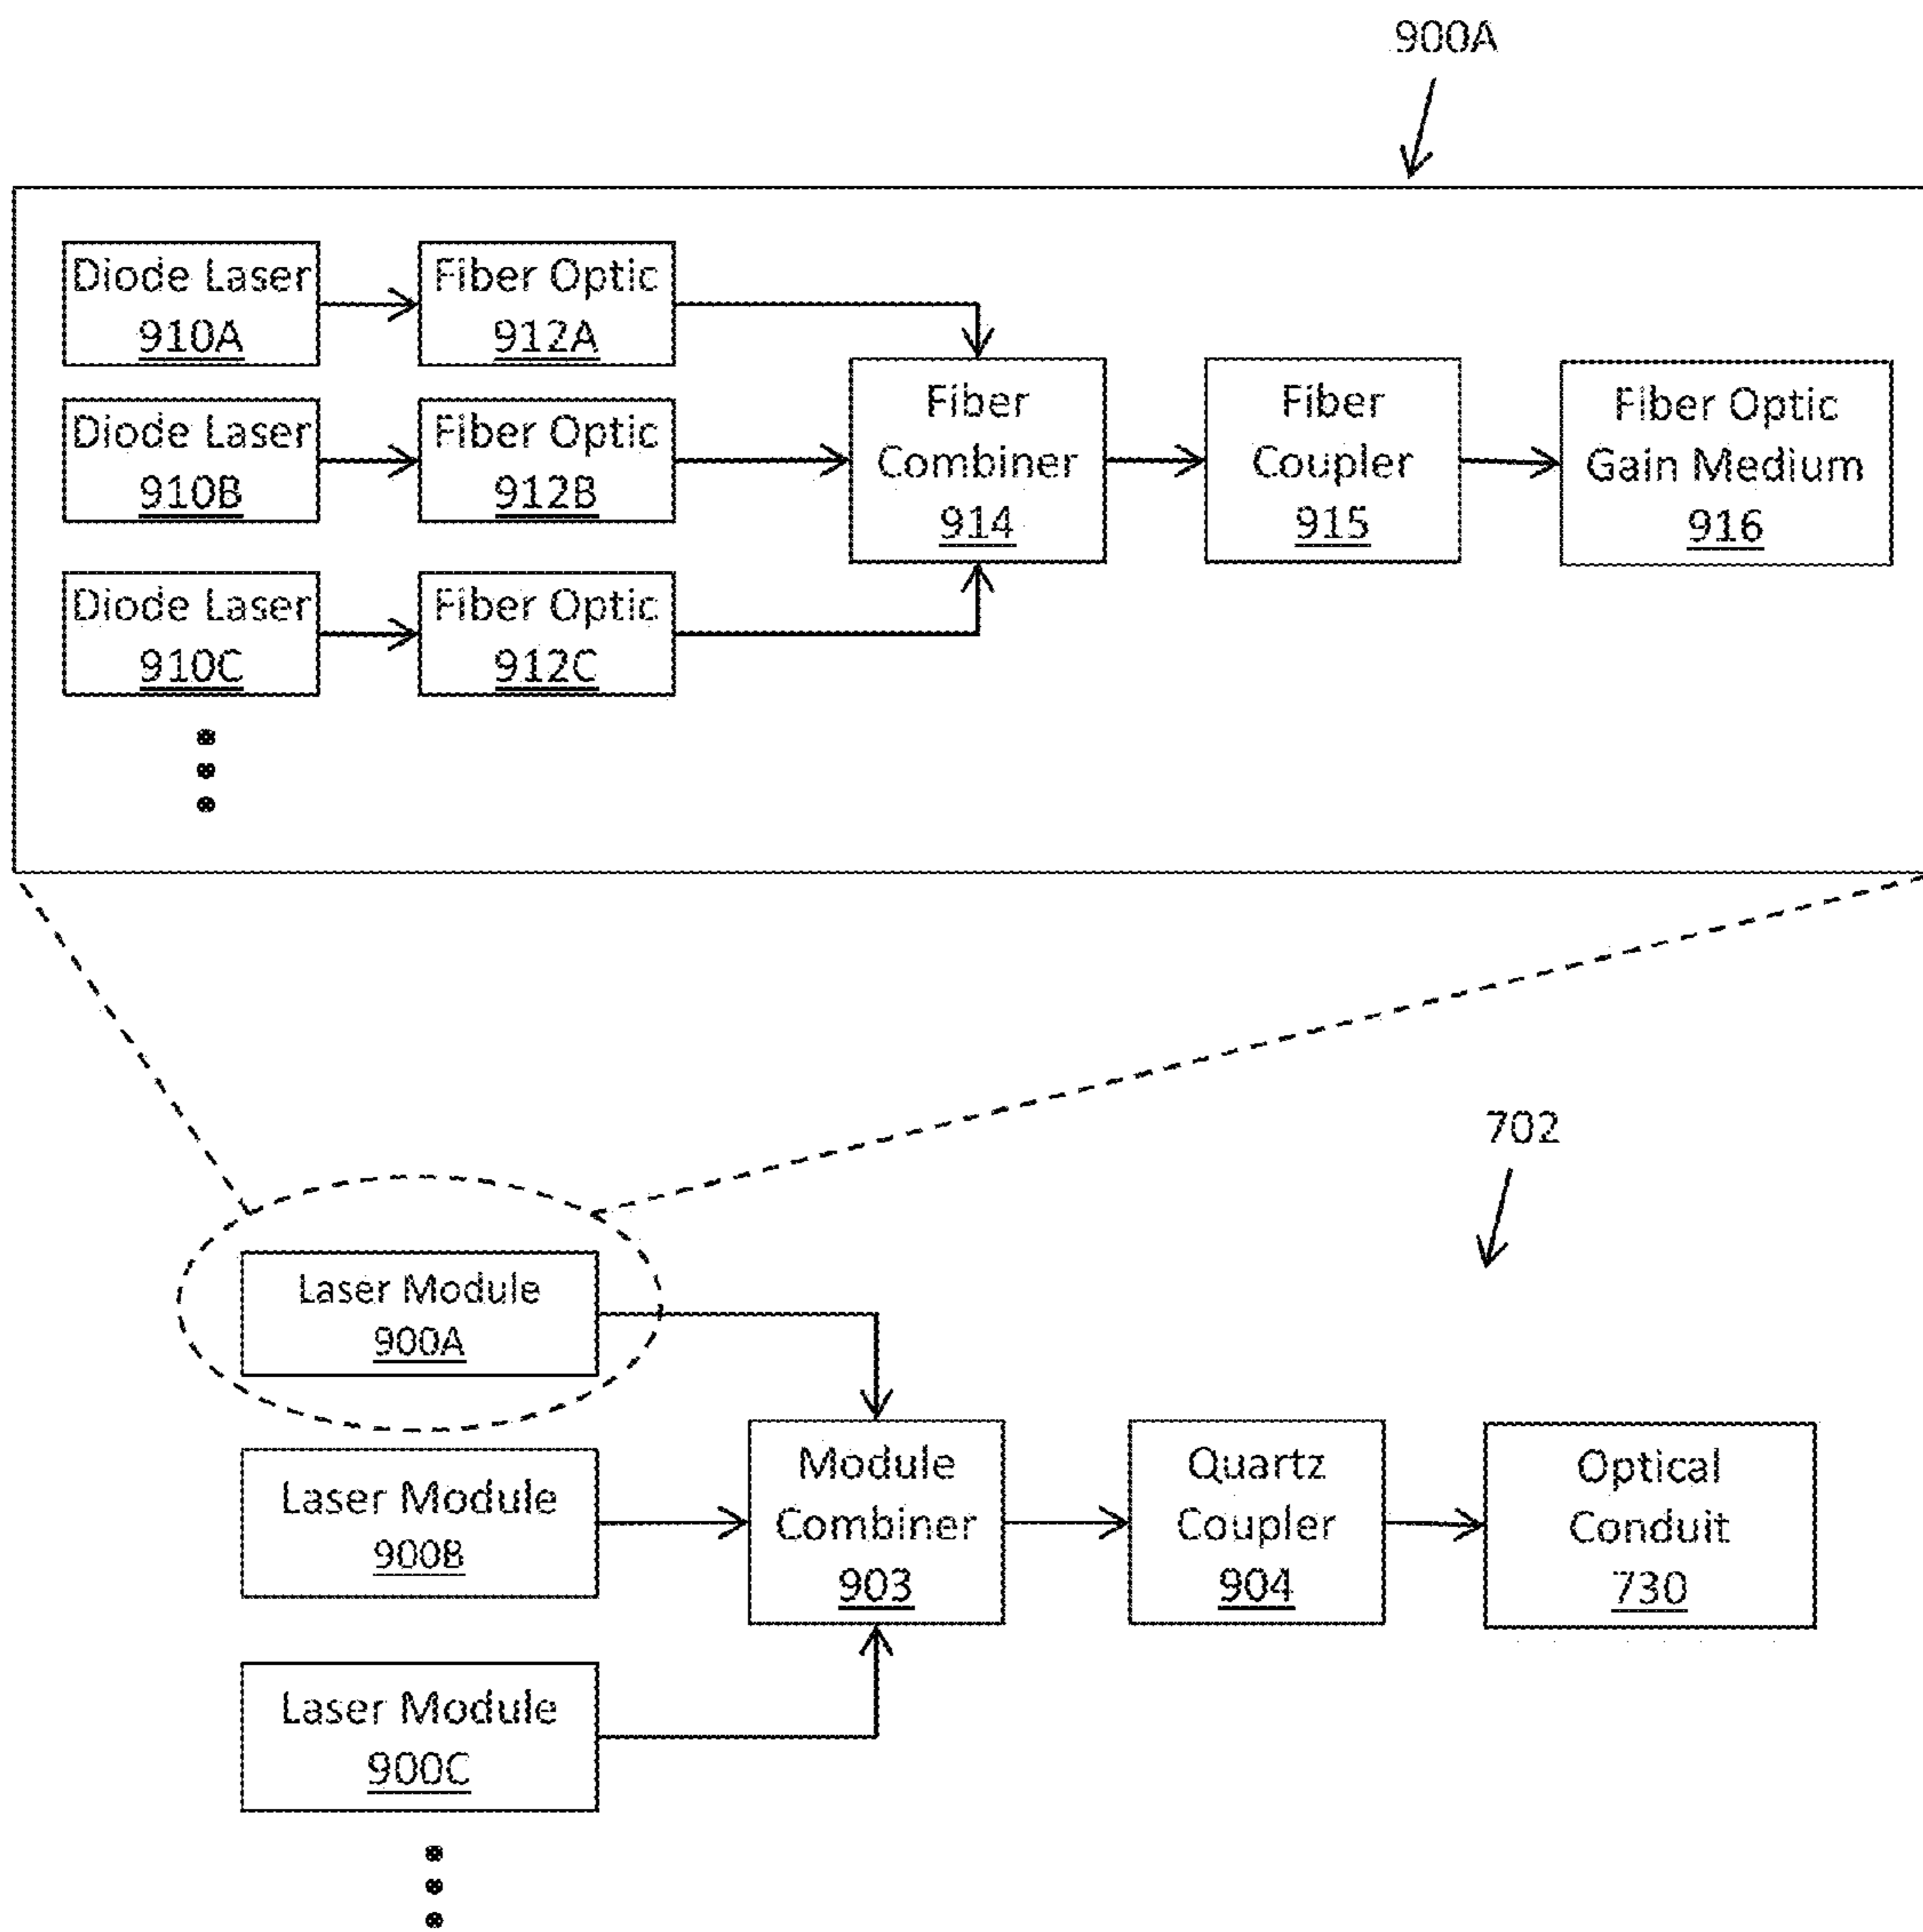 900A
Diode Laser
910A
Fiber Optic
912A
Diode Laser
910B
Fiber Optic
912B
Diode Laser
910C
Fiber Optic
912C
Fiber
Combiner
914
Fiber
Coupler
915
Fiber Optic
Gain Medium
916
702
Laser Module
900A
Laser Module
900B
Laser Module
900C
Module
Combiner
903
Quartz
Coupler
904
Optical
Conduit
730